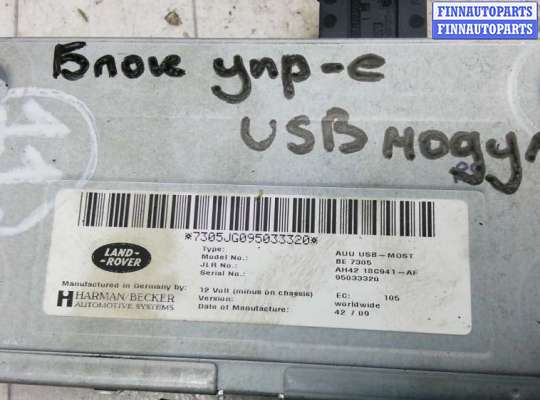 FINNAUTOPARTS
FINNAUTOPARTS
Блок упр-е
USB модул
*7305JG095033320*
LAND-
ROVER
Type: AUU USB-MOST
Model No.: BE 7305
JLR No.: AH42 18C941-AF
Serial No.: 95033320
Manufactured in Germany by: 12 Volt (minus on chassis) EC: 105
HARMAN/BECKER Version: worldwide
AUTOMOTIVE SYSTEMS Date of Manufacture: 42 / 09